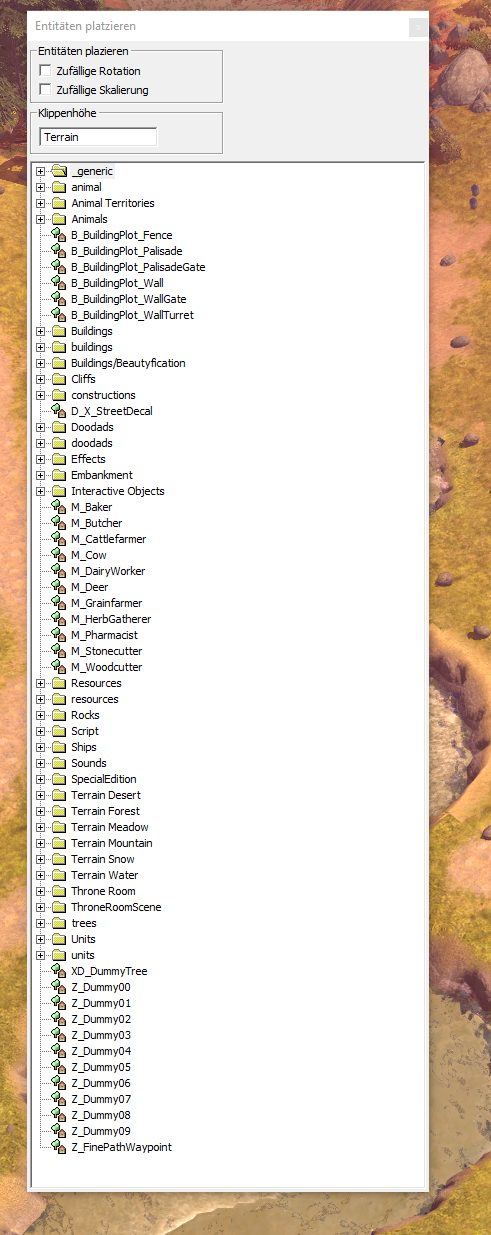 Entitäten platzieren
Entitäten plazieren
Zufällige Rotation
Zufällige Skalierung
Klippenhöhe
Terrain
_generic
animal
Animal Territories
Animals
B_BuildingPlot_Fence
B_BuildingPlot_Palisade
B_BuildingPlot_PalisadeGate
B_BuildingPlot_Wall
B_BuildingPlot_WallGate
B_BuildingPlot_WallTurret
Buildings
buildings
Buildings/Beautyfication
Cliffs
constructions
D_X_StreetDecal
Doodads
doodads
Effects
Embankment
Interactive Objects
M_Baker
M_Butcher
M_Cattlefarmer
M_Cow
M_DairyWorker
M_Deer
M_Grainfarmer
M_HerbGatherer
M_Pharmacist
M_Stonecutter
M_Woodcutter
Resources
resources
Rocks
Script
Ships
Sounds
SpecialEdition
Terrain Desert
Terrain Forest
Terrain Meadow
Terrain Mountain
Terrain Snow
Terrain Water
Throne Room
ThroneRoomScene
trees
Units
units
XD_DummyTree
Z_Dummy00
Z_Dummy01
Z_Dummy02
Z_Dummy03
Z_Dummy04
Z_Dummy05
Z_Dummy06
Z_Dummy07
Z_Dummy08
Z_Dummy09
Z_FinePathWaypoint